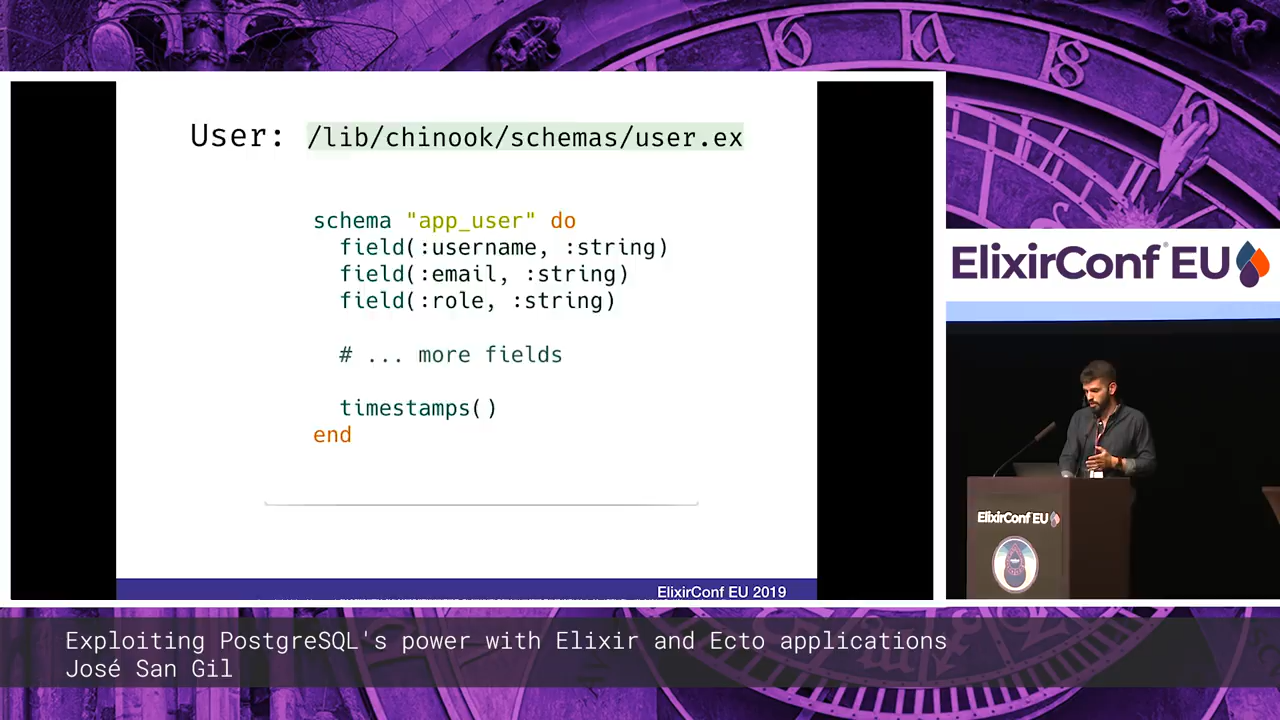 User: /lib/chinook/schemas/user.ex
schema "app_user" do
field(:username, :string)
field(:email, :string)
field(:role, :string)
# ... more fields
timestamps()
end
ElixirConf EU 2019
ElixirConf® EU
ElixirConf EU
Exploiting PostgreSQL's power with Elixir and Ecto applications
José San Gil